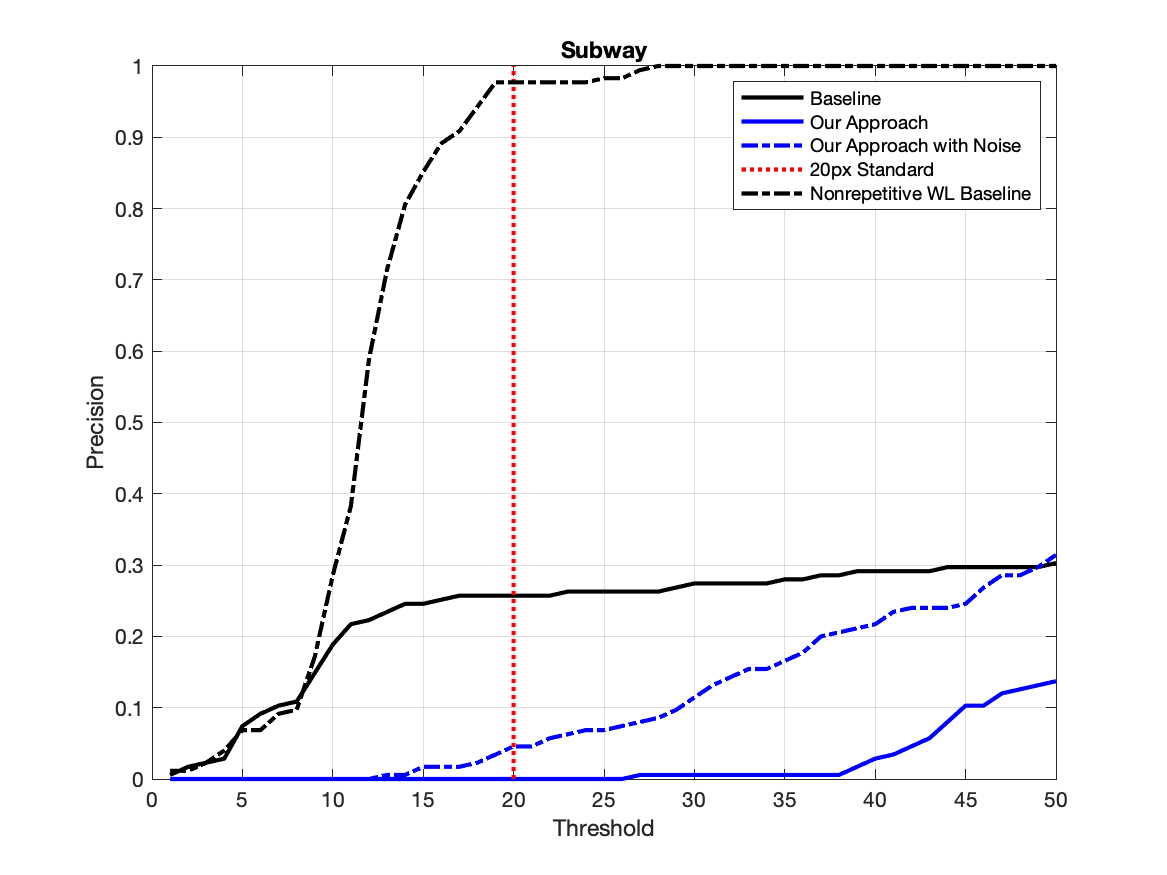 Subway
1
0.9
0.8
0.7
0.6
0.5
0.4
0.3
0.2
0.1
0
Precision
Baseline
Our Approach
Our Approach with Noise
20px Standard
Nonrepetitive WL Baseline
0 5 10 15 20 25 30 35 40 45 50
Threshold